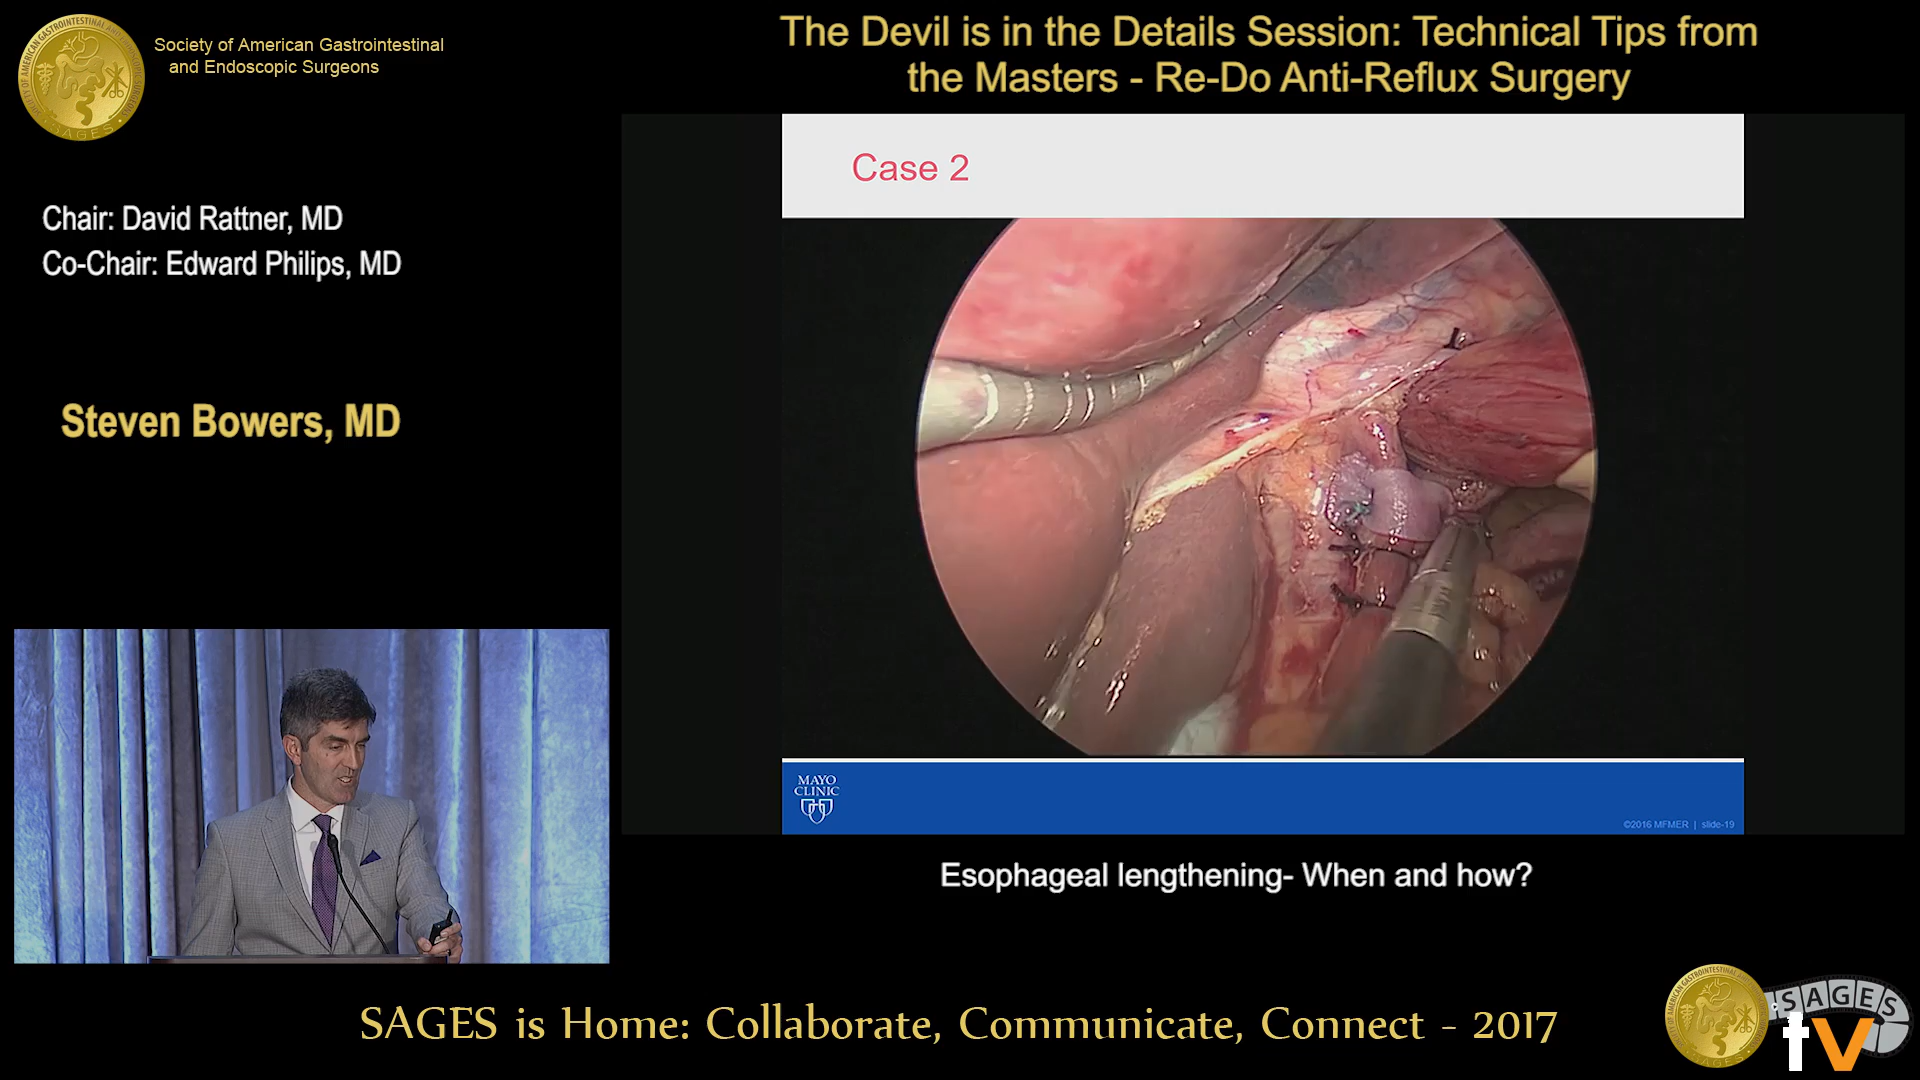 Society of American Gastrointestinal
and Endoscopic Surgeons
The Devil is in the Details Session: Technical Tips from
the Masters - Re-Do Anti-Reflux Surgery
Chair: David Rattner, MD
Co-Chair: Edward Philips, MD
Steven Bowers, MD
Case 2
MAYO
CLINIC
©2016 MFMER | slide-19
Esophageal lengthening- When and how?
SAGES is Home: Collaborate, Communicate, Connect - 2017
SAGES
tv